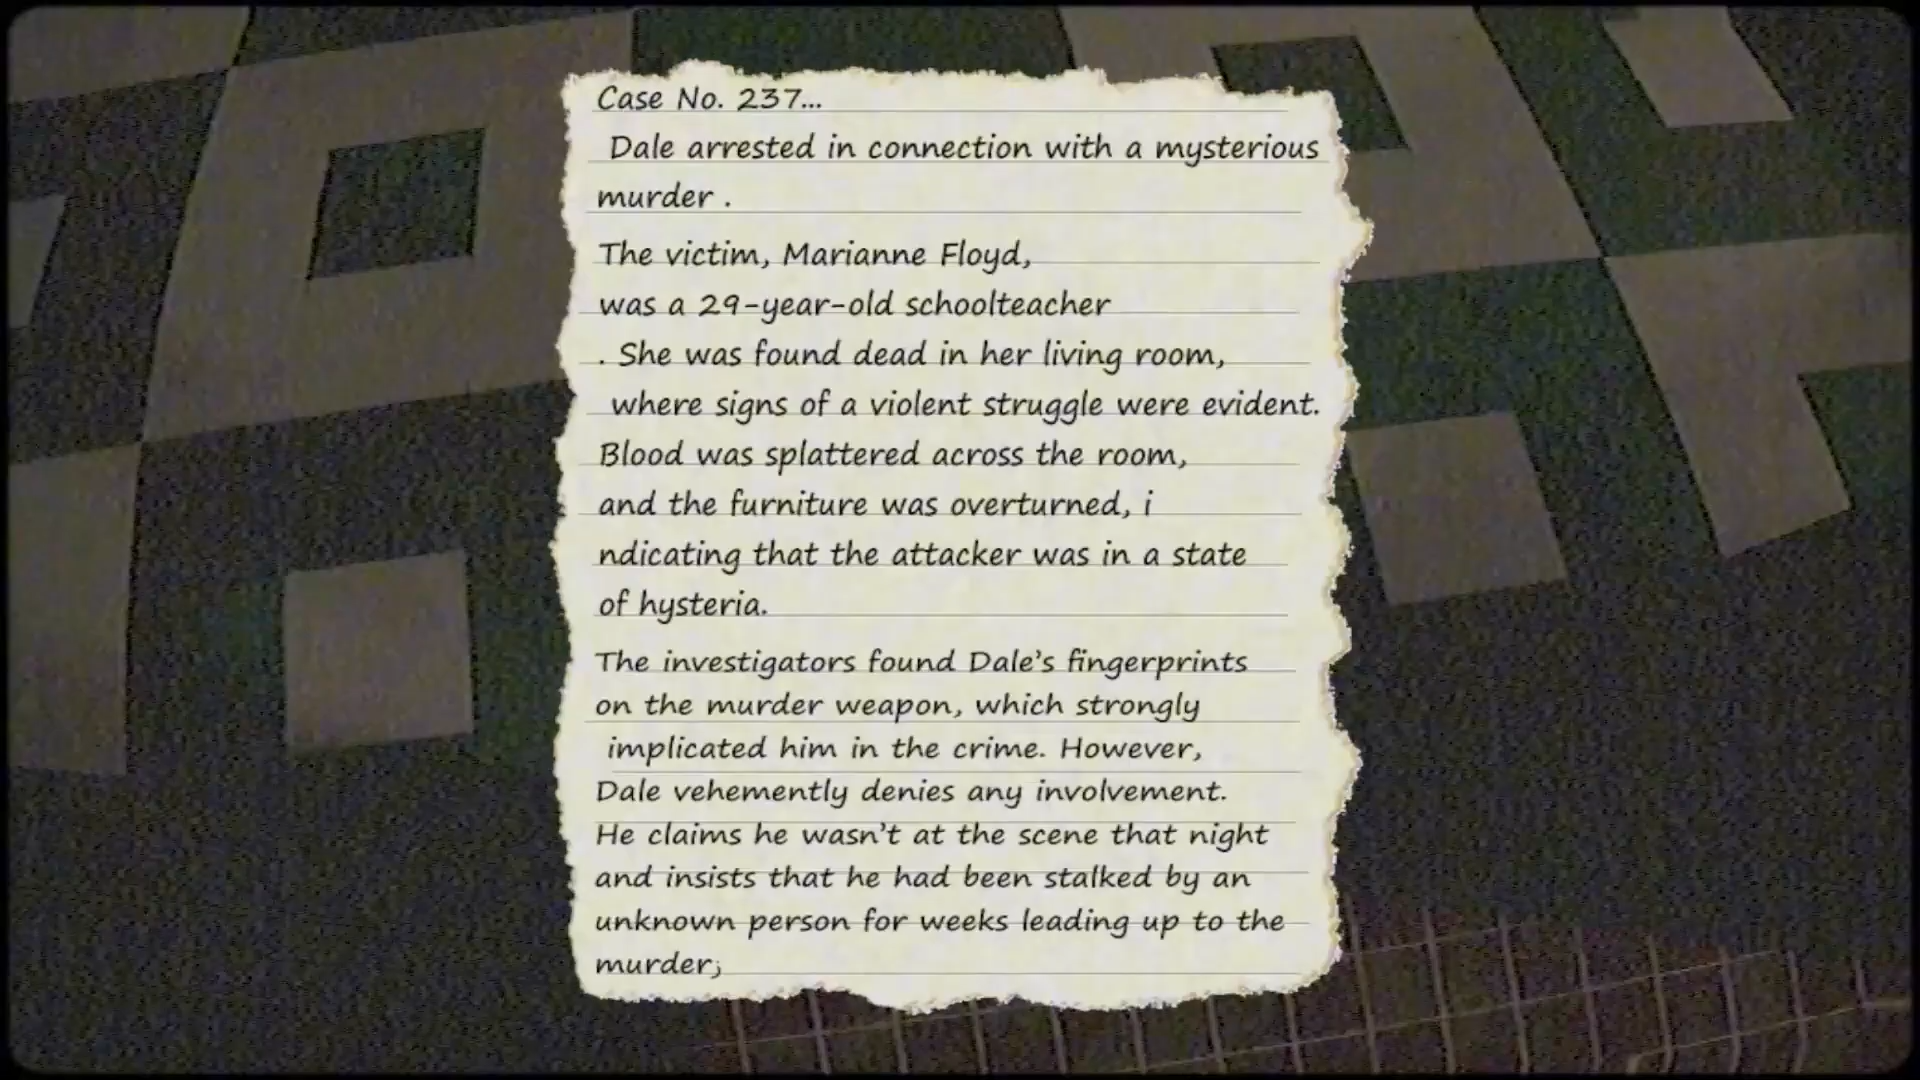 Case No. 237...
Dale arrested in connection with a mysterious
murder .
The victim, Marianne Floyd,
was a 29-year-old schoolteacher
. She was found dead in her living room,
where signs of a violent struggle were evident.
Blood was splattered across the room,
and the furniture was overturned, i
ndicating that the attacker was in a state
of hysteria.
The investigators found Dale's fingerprints
on the murder weapon, which strongly
implicated him in the crime. However,
Dale vehemently denies any involvement.
He claims he wasn't at the scene that night
and insists that he had been stalked by an
unknown person for weeks leading up to the
murder;